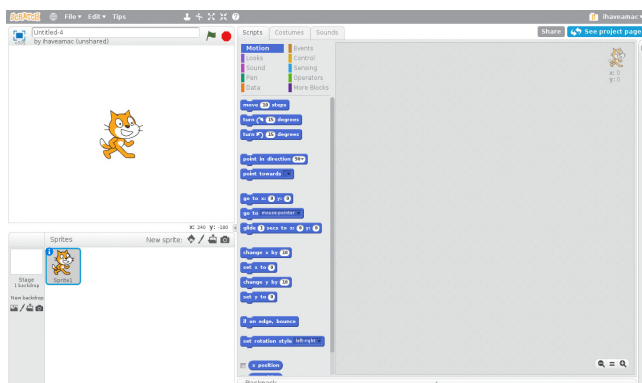 SCRATCH File Edit Tips ihaveamac
Untitled-4
by ihaveamac (unshared)
Scripts Costumes Sounds Share See project page
Motion Events
Looks Control
Sound Sensing
Pen Operators
Data More Blocks
x: 0
y: 0
move 10 steps
turn 15 degrees
turn 15 degrees
point in direction 90
point towards
go to x: 0 y: 0
go to mouse-pointer
glide 1 secs to x: 0 y: 0
change x by 10
set x to 0
change y by 10
set y to 0
if on edge, bounce
set rotation style left-right
x position
x: 240 y: -180
Sprites New sprite:
Sprite1
Stage
1 backdrop
New backdrop
Backpack